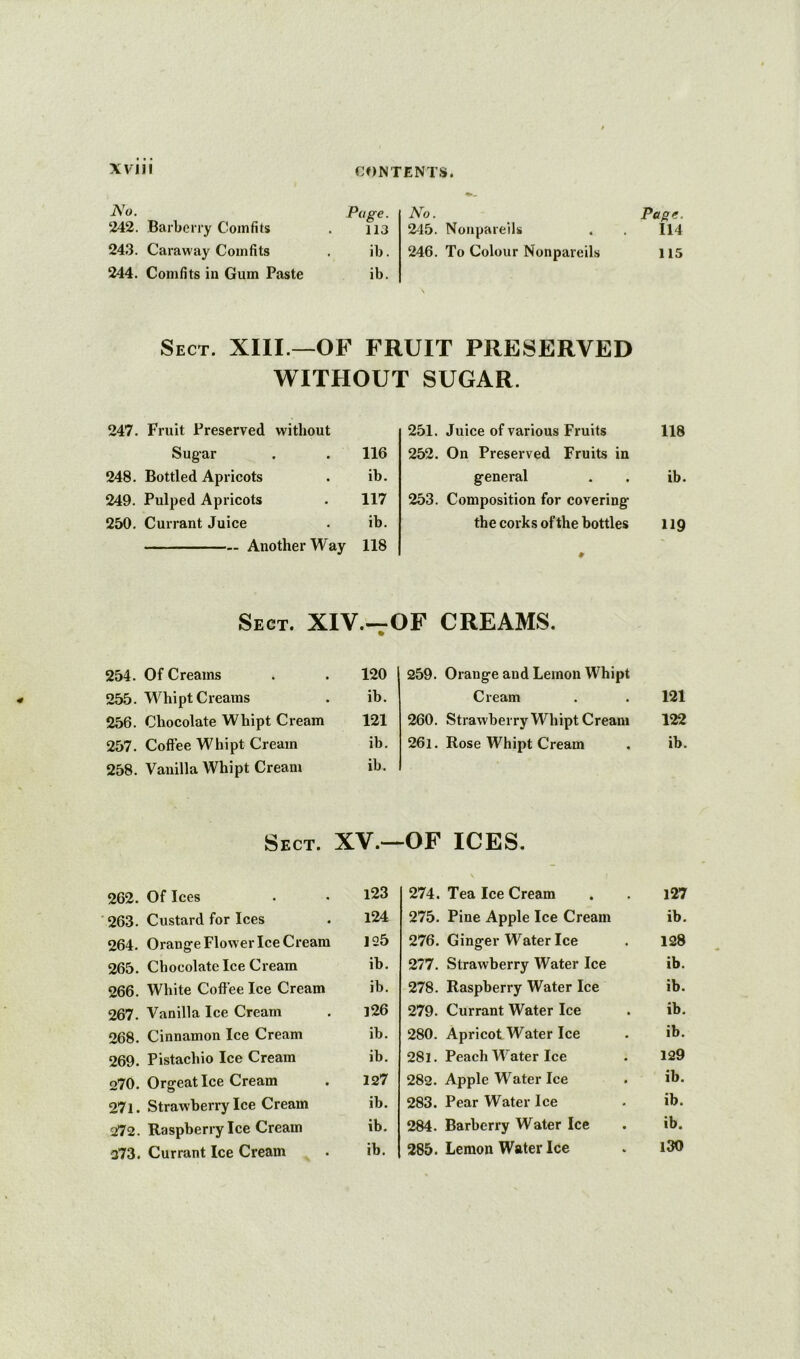 xviii CONTENTS.
No. Page.
242. Barberry Comfits . 113
243. Caraway Comfits . ib.
244. Comfits in Gum Paste ib.
No. Page.
245. Nonpareils . . 114
246. To Colour Nonpareils 115
Sect. XIII.—OF FRUIT PRESERVED
WITHOUT SUGAR.
247. Fruit Preserved without
Sugar . . 116
248. Bottled Apricots . ib.
249. Pulped Apricots . 117
250. Currant Juice . ib.
——— Another Way 118
251. Juice of various Fruits 118
252. On Preserved Fruits in
general . . ib.
253. Composition for covering
the corks of the bottles 119
Sect. XIV.—OF CREAMS.
254. Of Creams . . 120
255. Whipt Creams . ib.
256. Chocolate Whipt Cream 121
257. Coffee Whipt Cream ib.
258. Vanilla Whipt Cream ib.
259. Orange and Lemon Whipt
Cream . . 121
260. Strawberry Whipt Cream 122
261. Rose Whipt Cream . ib.
Sect. XV.—OF ICES.
262. Of Ices . . 123
263. Custard for Ices . 124
264. Orange Flower Ice Cream 125
265. Chocolate Ice Cream ib.
266. White Coffee Ice Cream ib.
267. Vanilla Ice Cream . 126
268. Cinnamon Ice Cream ib.
269. Pistachio Ice Cream ib.
270. Orgeat Ice Cream . 127
271. Strawberry Ice Cream ib.
272. Raspberry Ice Cream ib.
273. Currant Ice Cream . ib.
274. Tea Ice Cream . . 127
275. Pine Apple Ice Cream ib.
276. Ginger Water Ice . 128
277. Strawberry Water Ice ib.
278. Raspberry Water Ice ib.
279. Currant Water Ice . ib.
280. Apricot Water Ice . ib.
281. Peach Water Ice . 129
282. Apple Water Ice . ib.
283. Pear Water Ice . ib.
284. Barberry Water Ice . ib.
285. Lemon Water Ice . 130